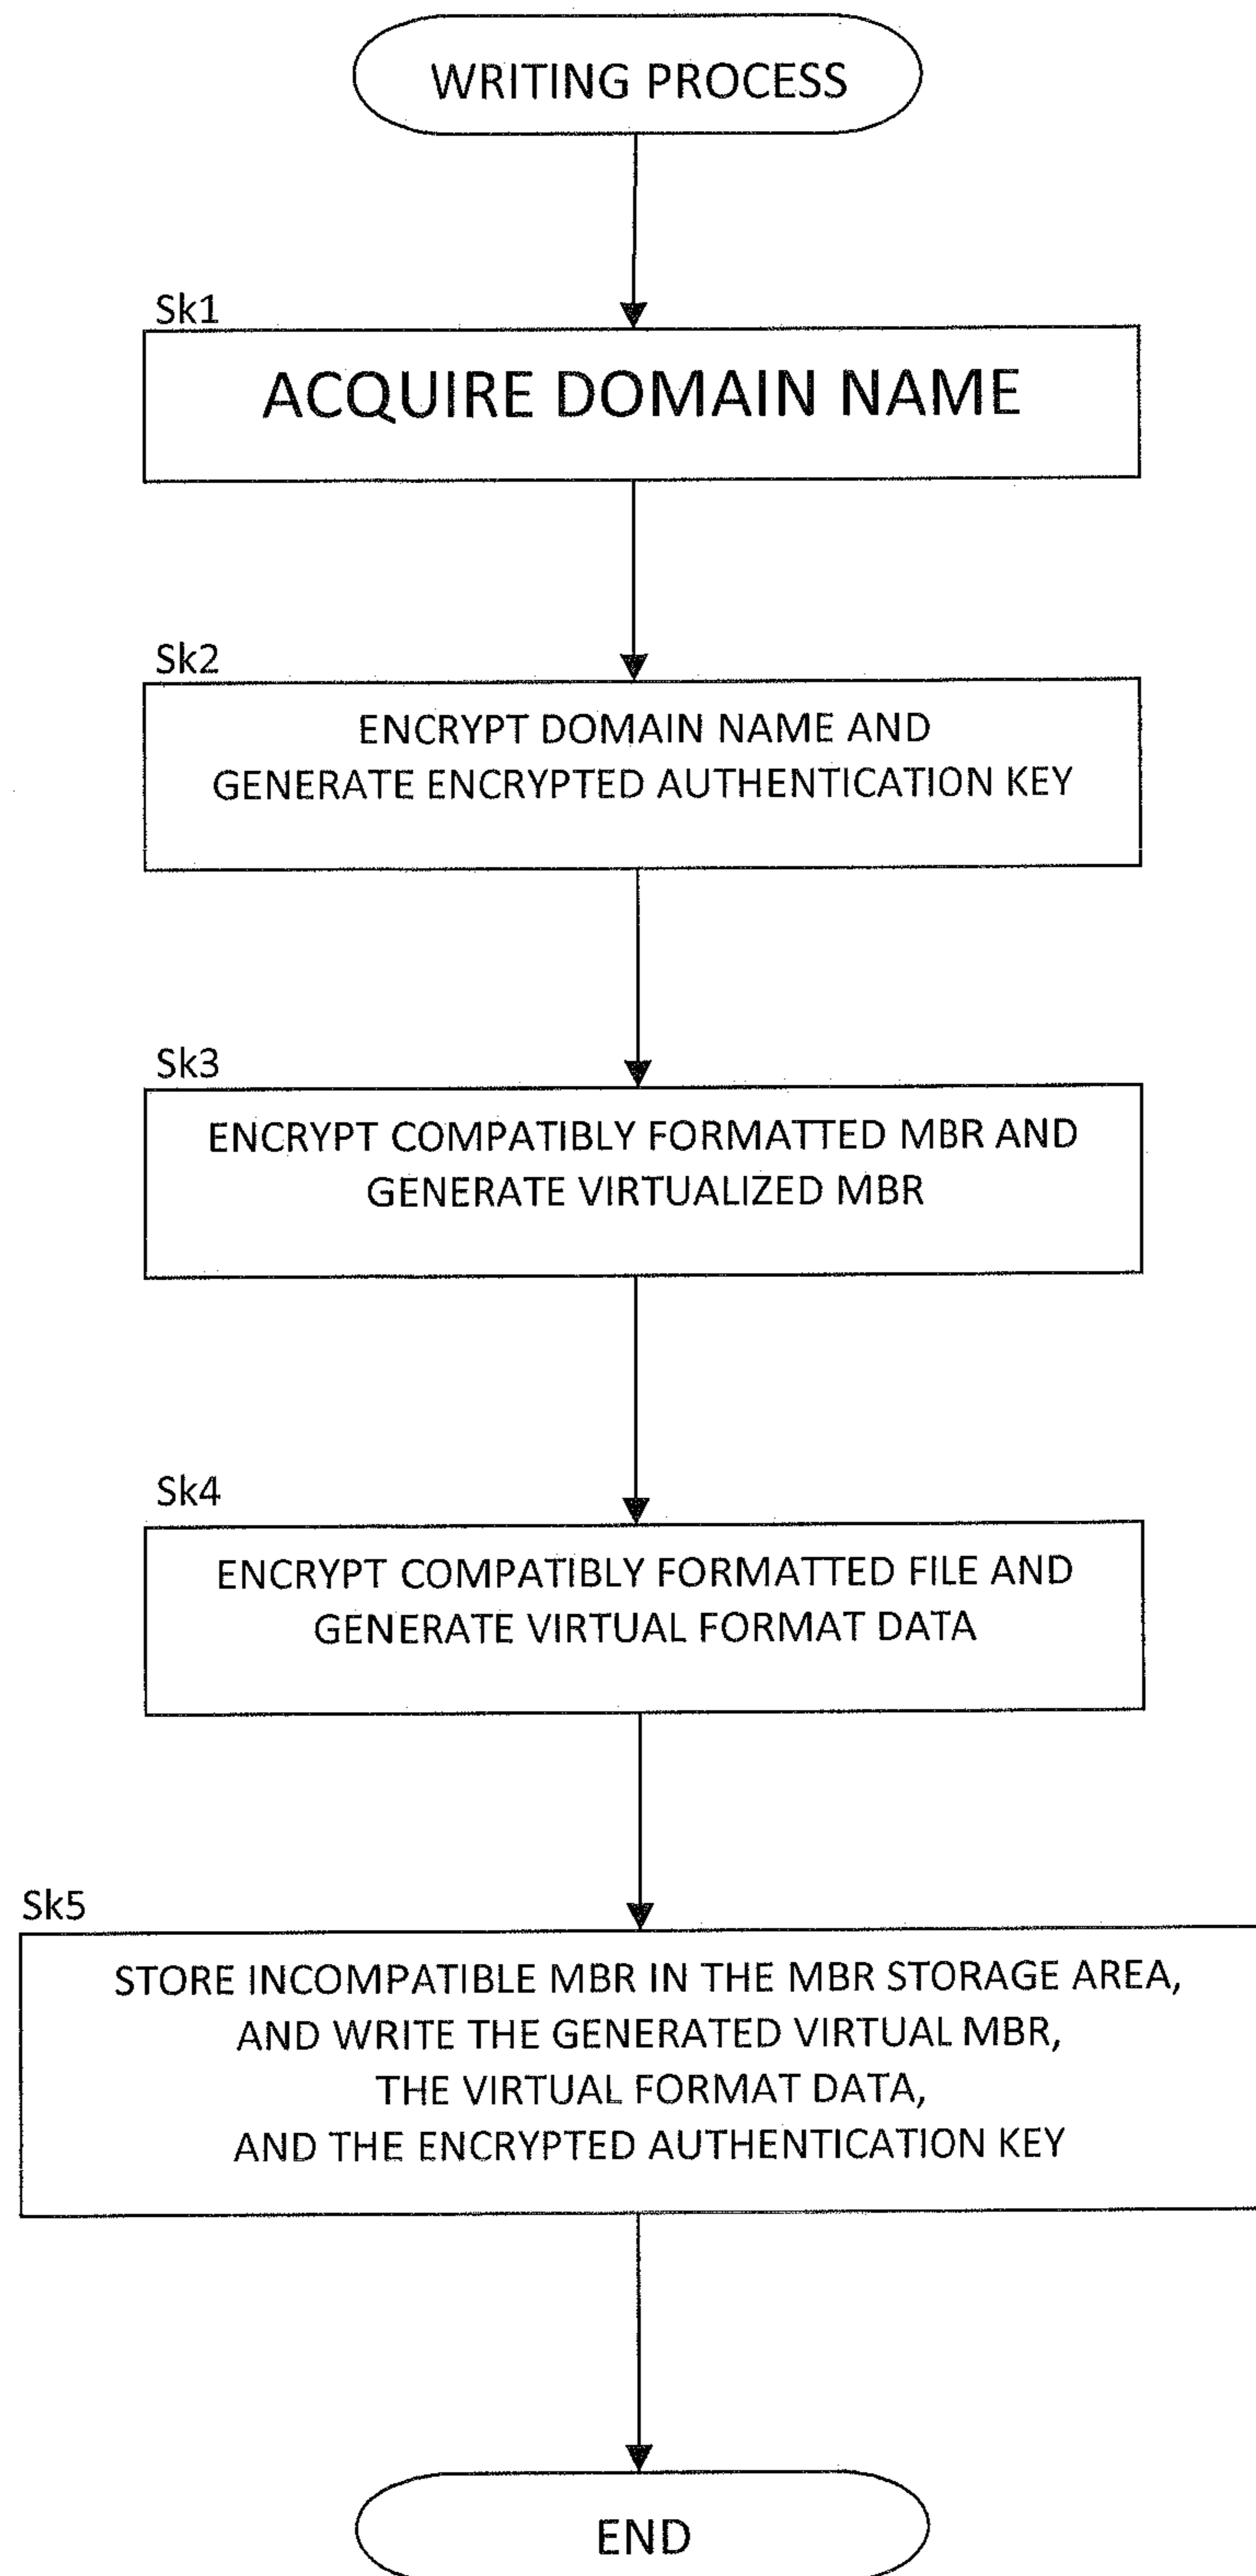 WRITING PROCESS
Sk1
ACQUIRE DOMAIN NAME
Sk2
ENCRYPT DOMAIN NAME AND
GENERATE ENCRYPTED AUTHENTICATION KEY
Sk3
ENCRYPT COMPATIBLY FORMATTED MBR AND
GENERATE VIRTUALIZED MBR
Sk4
ENCRYPT COMPATIBLY FORMATTED FILE AND
GENERATE VIRTUAL FORMAT DATA
Sk5
STORE INCOMPATIBLE MBR IN THE MBR STORAGE AREA,
AND WRITE THE GENERATED VIRTUAL MBR,
THE VIRTUAL FORMAT DATA,
AND THE ENCRYPTED AUTHENTICATION KEY
END